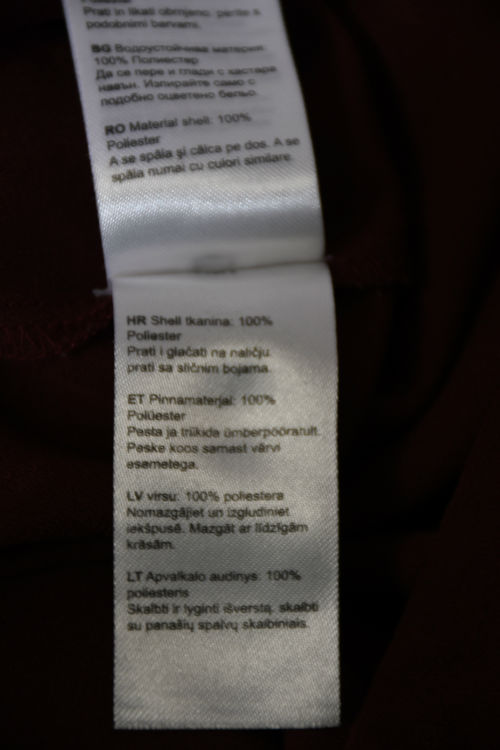 Prati in likati obrnjeno, perite s
podobnimi barvami.
BG Водоустойчива материи:
100% Полиестер
Да се пере и глади с хастара
навън. Изпирайте само с
подобно оцветено бельо.
RO Material shell: 100%
Poliester
A se spăla şi călca pe dos. A se
spăla numai cu culori similare.
HR Shell tkanina: 100%
Poliester
Prati i glačati na naličju
prati sa sličnim bojama.
ET Pinnamaterjal: 100%
Polüester
Pesta ja triikida ümberpööratult.
Peske koos samast värvi
esemetega.
LV virsu: 100% poliestera
Nomazgājiet un izgludiniet
iekšpusē. Mazgāt ar līdzīgām
krāsām.
LT Apvalkalo audinys: 100%
poliesteris
Skalbti ir lyginti išverstą. skalbti
su panašių spalvų skalbiniais.